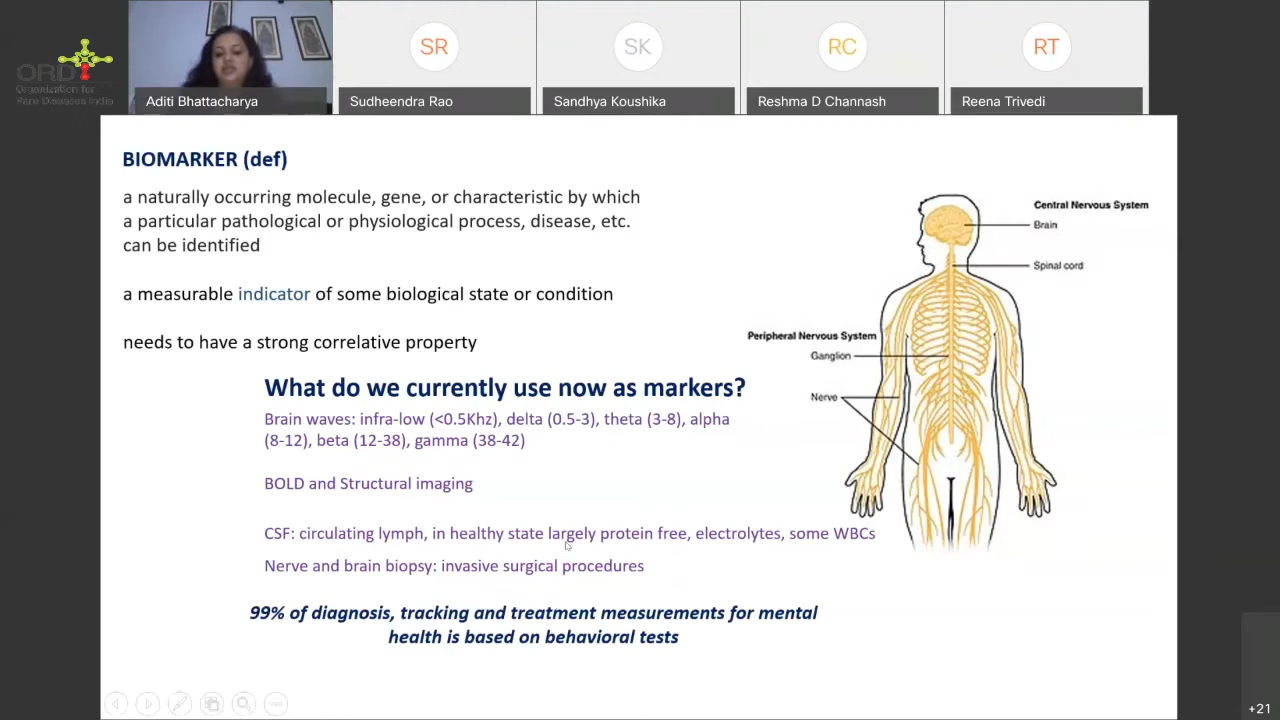 ORDI
Organization for
Rare Diseases India
SR
SK
RC
RT
Aditi Bhattacharya
Sudheendra Rao
Sandhya Koushika
Reshma D Channash
Reena Trivedi
BIOMARKER (def)
a naturally occurring molecule, gene, or characteristic by which
a particular pathological or physiological process, disease, etc.
can be identified
a measurable indicator of some biological state or condition
needs to have a strong correlative property
Central Nervous System
Brain
Spinal cord
Peripheral Nervous System
Ganglion
Nerve
What do we currently use now as markers?
Brain waves: infra-low (<0.5Khz), delta (0.5-3), theta (3-8), alpha
(8-12), beta (12-38), gamma (38-42)
BOLD and Structural imaging
CSF: circulating lymph, in healthy state largely protein free, electrolytes, some WBCs
Nerve and brain biopsy: invasive surgical procedures
99% of diagnosis, tracking and treatment measurements for mental
health is based on behavioral tests
+21